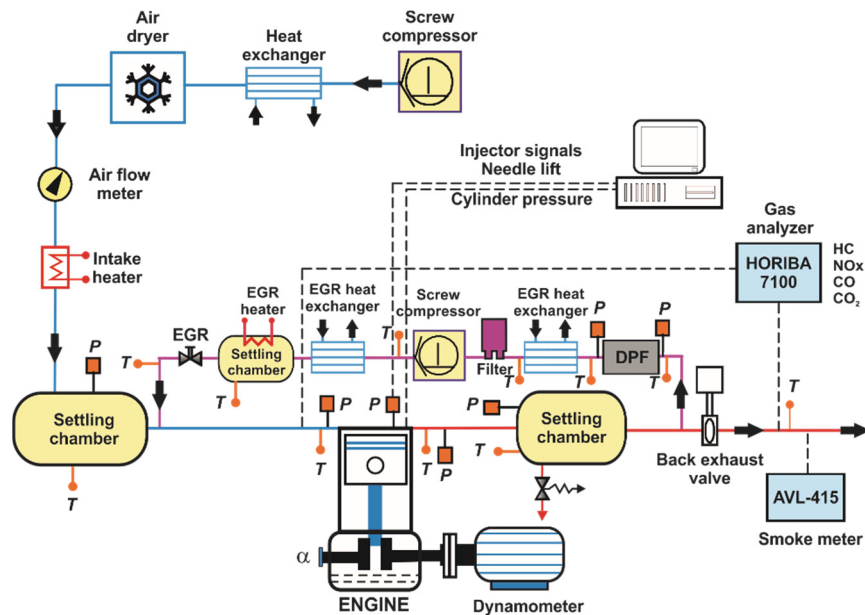 Air
dryer
Heat
exchanger
Screw
compressor
Air flow
meter
Injector signals
Needle lift
Cylinder pressure
Gas
analyzer
HORIBA
7100
HC
NOx
CO
CO₂
Intake
heater
EGR
heater
EGR heat
exchanger
Screw
compressor
EGR heat
exchanger
P
P
P
EGR
T
Settling
chamber
T
T
Filter
T
T
DPF
T
T
Settling
chamber
T
P
T
P
T
P
P
T
Settling
chamber
Back exhaust
valve
T
AVL-415
Smoke meter
α
ENGINE
Dynamometer